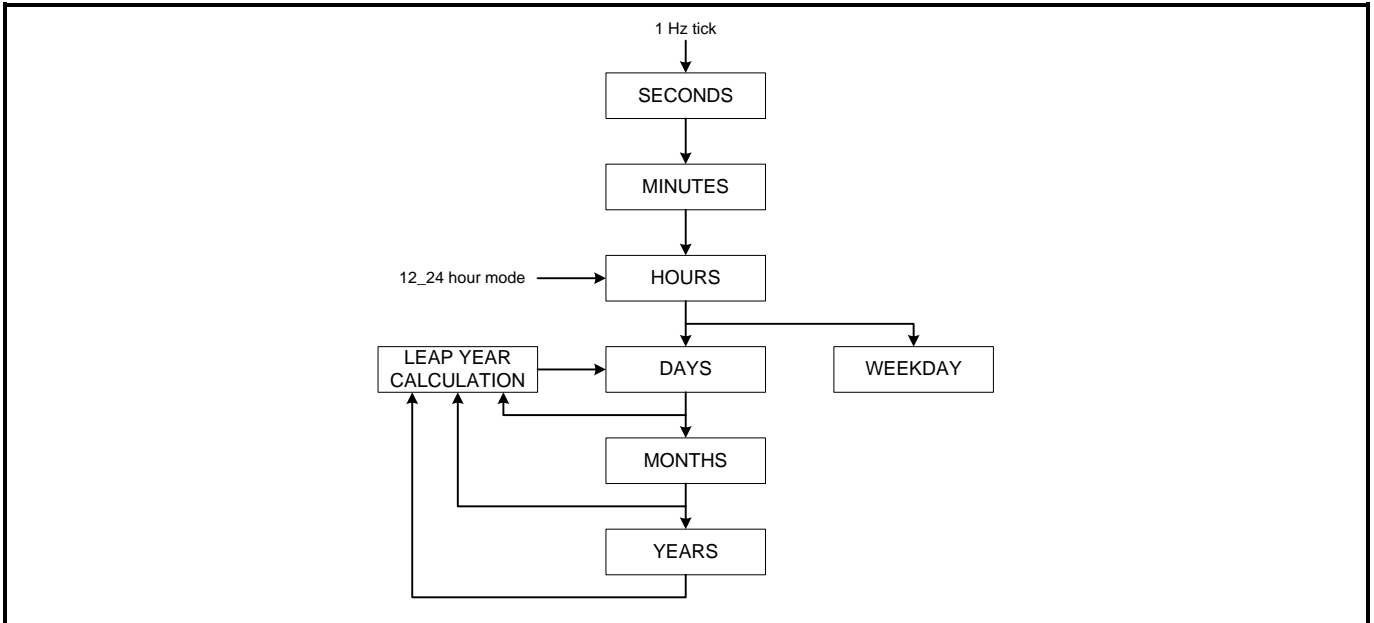 1 Hz tick
SECONDS
MINUTES
12_24 hour mode
HOURS
LEAP YEAR
CALCULATION
DAYS
WEEKDAY
MONTHS
YEARS